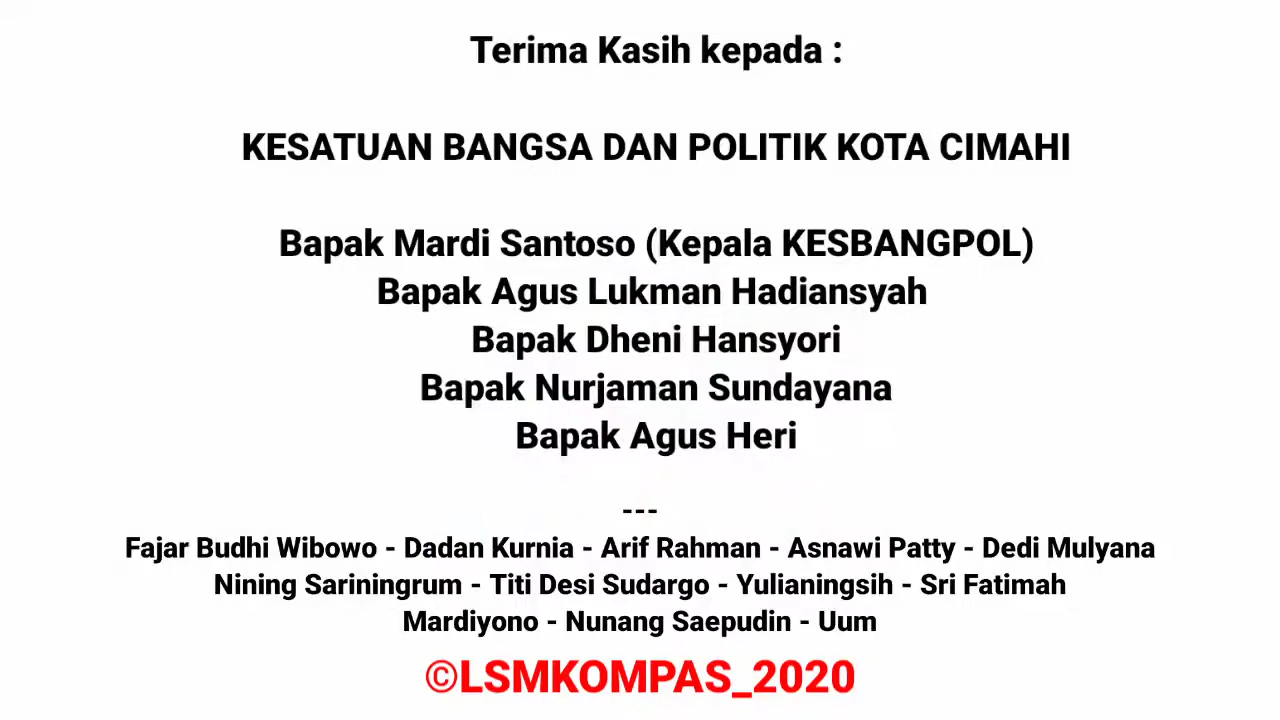 Terima Kasih kepada :
KESATUAN BANGSA DAN POLITIK KOTA CIMAHI
Bapak Mardi Santoso (Kepala KESBANGPOL)
Bapak Agus Lukman Hadiansyah
Bapak Dheni Hansyori
Bapak Nurjaman Sundayana
Bapak Agus Heri
---
Fajar Budhi Wibowo - Dadan Kurnia - Arif Rahman - Asnawi Patty - Dedi Mulyana
Nining Sariningrum - Titi Desi Sudargo - Yulianingsih - Sri Fatimah
Mardiyono - Nunang Saepudin - Uum
©LSMKOMPAS_2020